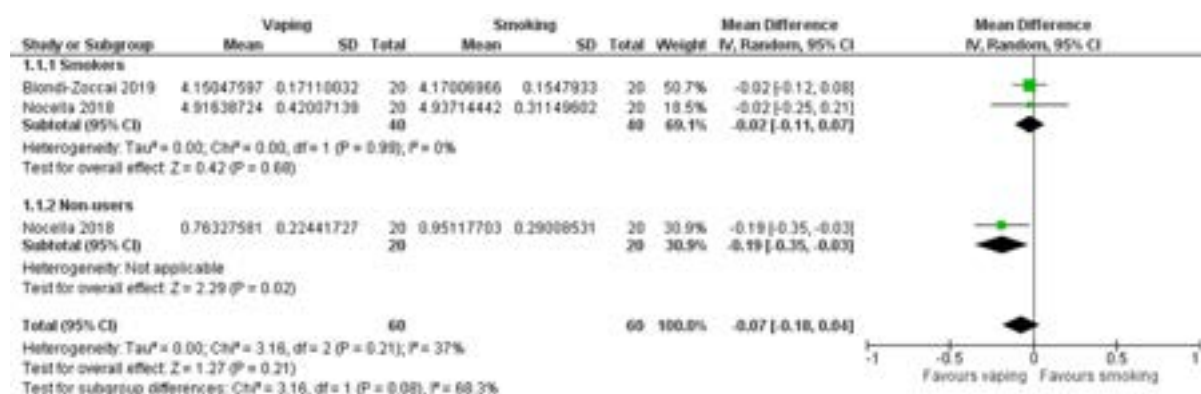 Vaping Smoking Mean Difference Mean Difference
Study or Subgroup Mean SD Total Mean SD Total Weight IV, Random, 95% CI IV, Random, 95% CI
1.1.1 Smokers
Biondi-Zoccai 2019 4.15047597 0.17110032 20 4.17006966 0.1547933 20 50.7% -0.02 [-0.12, 0.08]
Nocella 2018 4.91638724 0.42007139 20 4.93714442 0.31149602 20 18.5% -0.02 [-0.25, 0.21]
Subtotal (95% CI) 40 40 69.1% -0.02 [-0.11, 0.07]
Heterogeneity: Tau² = 0.00; Chi² = 0.00, df = 1 (P = 0.99); I² = 0%
Test for overall effect: Z = 0.42 (P = 0.68)
1.1.2 Non-users
Nocella 2018 0.76327581 0.22441727 20 0.95117703 0.29008531 20 30.9% -0.19 [-0.35, -0.03]
Subtotal (95% CI) 20 20 30.9% -0.19 [-0.35, -0.03]
Heterogeneity: Not applicable
Test for overall effect: Z = 2.29 (P = 0.02)
Total (95% CI) 60 60 100.0% -0.07 [-0.18, 0.04]
Heterogeneity: Tau² = 0.00; Chi² = 3.16, df = 2 (P = 0.21); I² = 37%
Test for overall effect: Z = 1.27 (P = 0.21)
Test for subgroup differences: Chi² = 3.16, df = 1 (P = 0.08), I² = 68.3%
-1 -0.5 0 0.5 1
Favours vaping Favours smoking